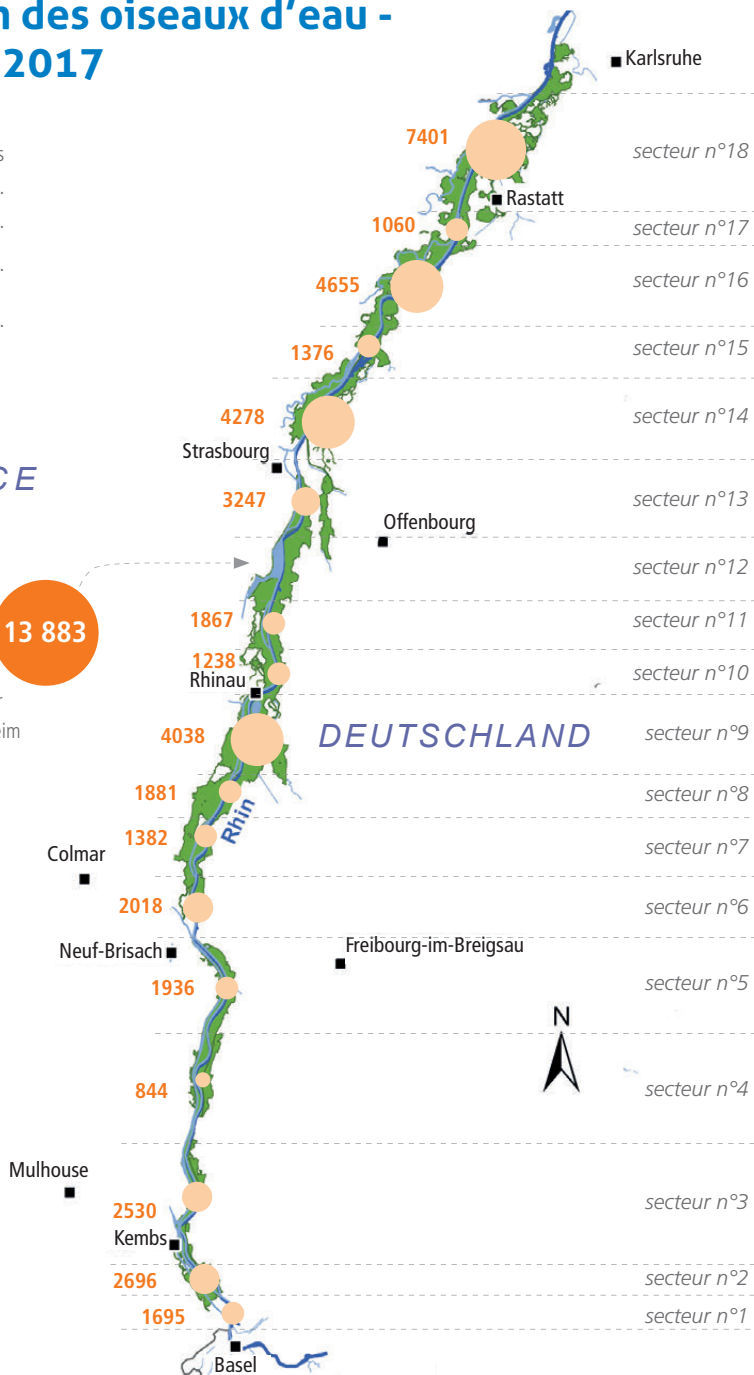 n des oiseaux d’eau -
2017
s
.
.
.
.
Karlsruhe
7401
secteur n°18
Rastatt
1060
secteur n°17
4655
secteur n°16
1376
secteur n°15
4278
secteur n°14
Strasbourg
CE
3247
secteur n°13
Offenbourg
secteur n°12
13 883
1867
secteur n°11
1238
secteur n°10
Rhinau
eim
4038
DEUTSCHLAND
secteur n°9
1881
secteur n°8
Rhin
1382
secteur n°7
Colmar
2018
secteur n°6
Neuf-Brisach
Freibourg-im-Breigsau
1936
secteur n°5
N
844
secteur n°4
Mulhouse
2530
secteur n°3
Kembs
2696
secteur n°2
1695
secteur n°1
Basel